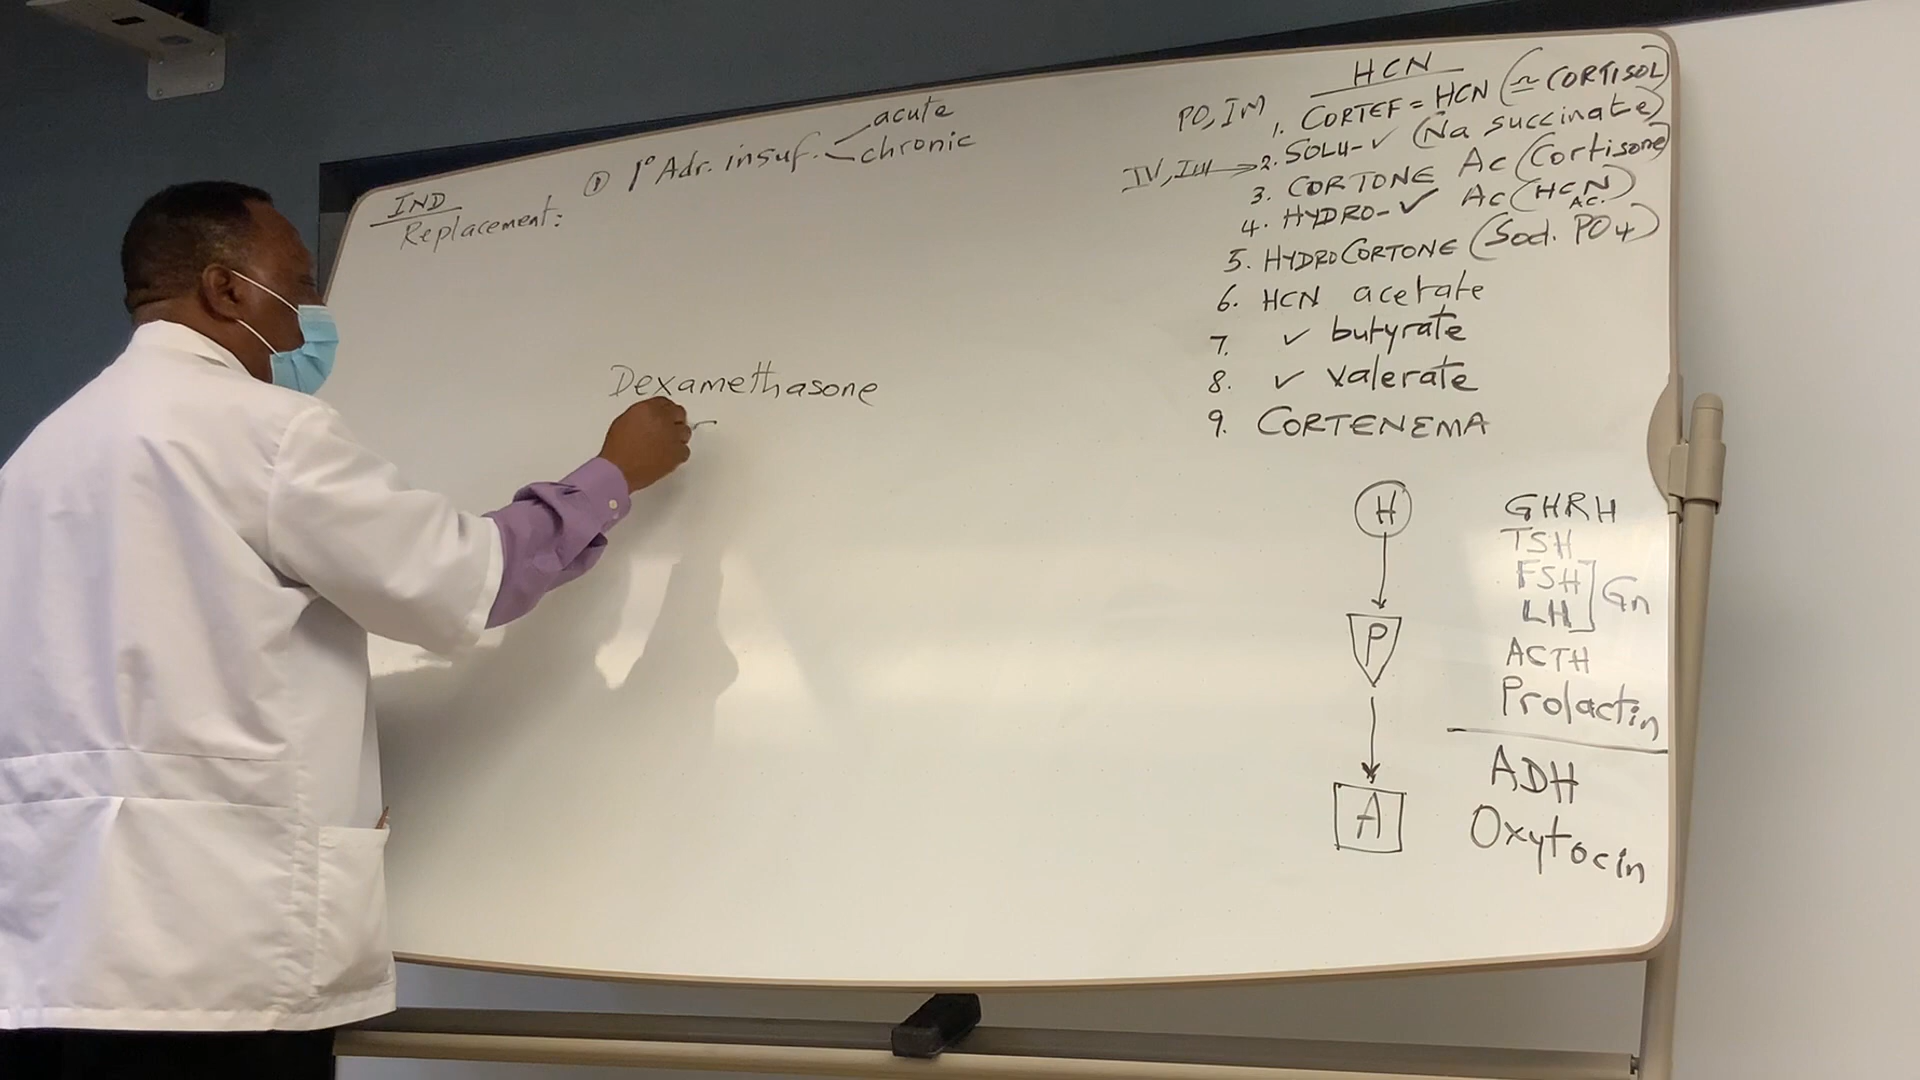 IND
Replacement:
① 1° Adr. insuf.
acute
chronic
Dexamethasone
HCN
PO, IM 1. CORTEF = HCN (≃ CORTISOL)
IV, IM → 2. SOLU-✓ (Na succinate)
3. CORTONE Ac (Cortisone)
4. HYDRO-✓ Ac (HCN Ac.)
5. HYDROCORTONE (Sod. PO4)
6. HCN acetate
7. ✓ butyrate
8. ✓ valerate
9. CORTENEMA
H
P
A
GHRH
TSH
FSH
LH
Gn
ACTH
Prolactin
ADH
Oxytocin